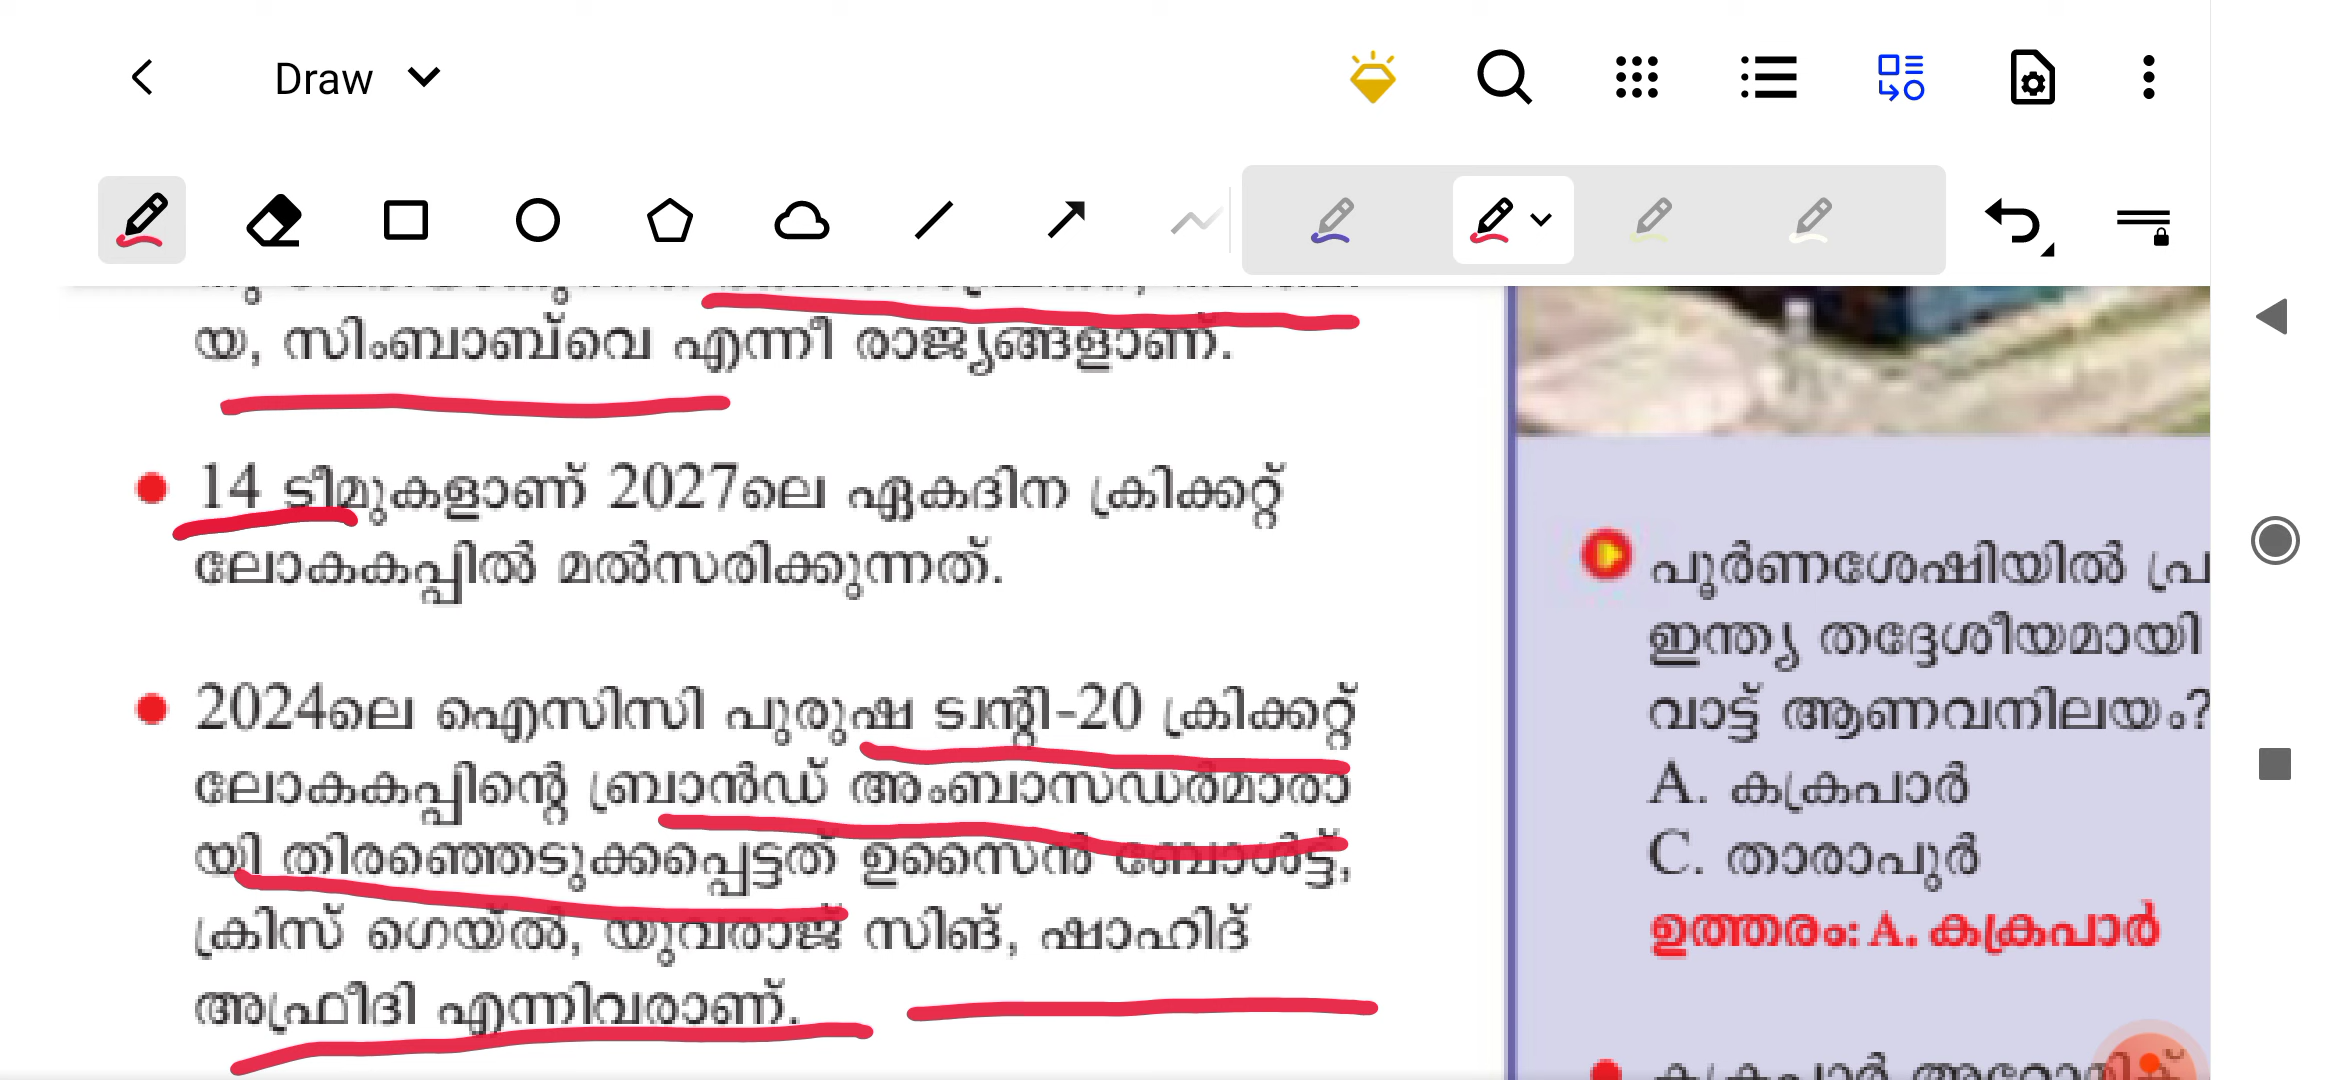 Draw
യ, സിംബാബ്‌വെ എന്നീ രാജ്യങ്ങളാണ്.
14 ടീമുകളാണ് 2027ലെ ഏകദിന ക്രിക്കറ്റ്
ലോകകപ്പിൽ മൽസരിക്കുന്നത്.
2024ലെ ഐസിസി പുരുഷ ട്വന്റി-20 ക്രിക്കറ്റ്
ലോകകപ്പിന്റെ ബ്രാൻഡ് അംബാസഡർമാരാ
യി തിരഞ്ഞെടുക്കപ്പെട്ടത് ഉസൈൻ ബോൾട്ട്,
ക്രിസ് ഗെയ്ൽ, യുവരാജ് സിങ്, ഷാഹിദ്
അഫ്രീദി എന്നിവരാണ്.
പൂർണശേഷിയിൽ പ്ര
ഇന്ത്യ തദ്ദേശീയമായി
വാട്ട് ആണവനിലയം?
A. കക്രപാർ
C. താരാപുർ
ഉത്തരം: A. കക്രപാർ